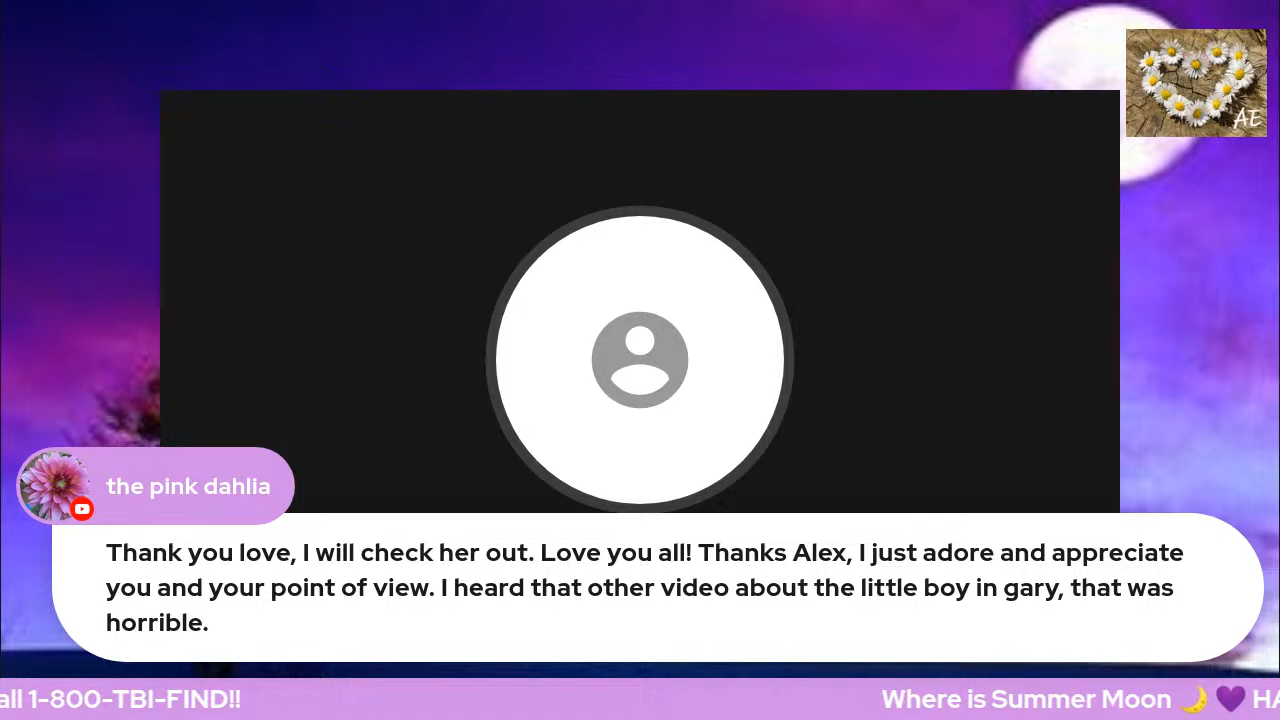 AE
the pink dahlia
Thank you love, I will check her out. Love you all! Thanks Alex, I just adore and appreciate
you and your point of view. I heard that other video about the little boy in gary, that was
horrible.
all 1-800-TBI-FIND!! Where is Summer Moon 🌙 💜 HA